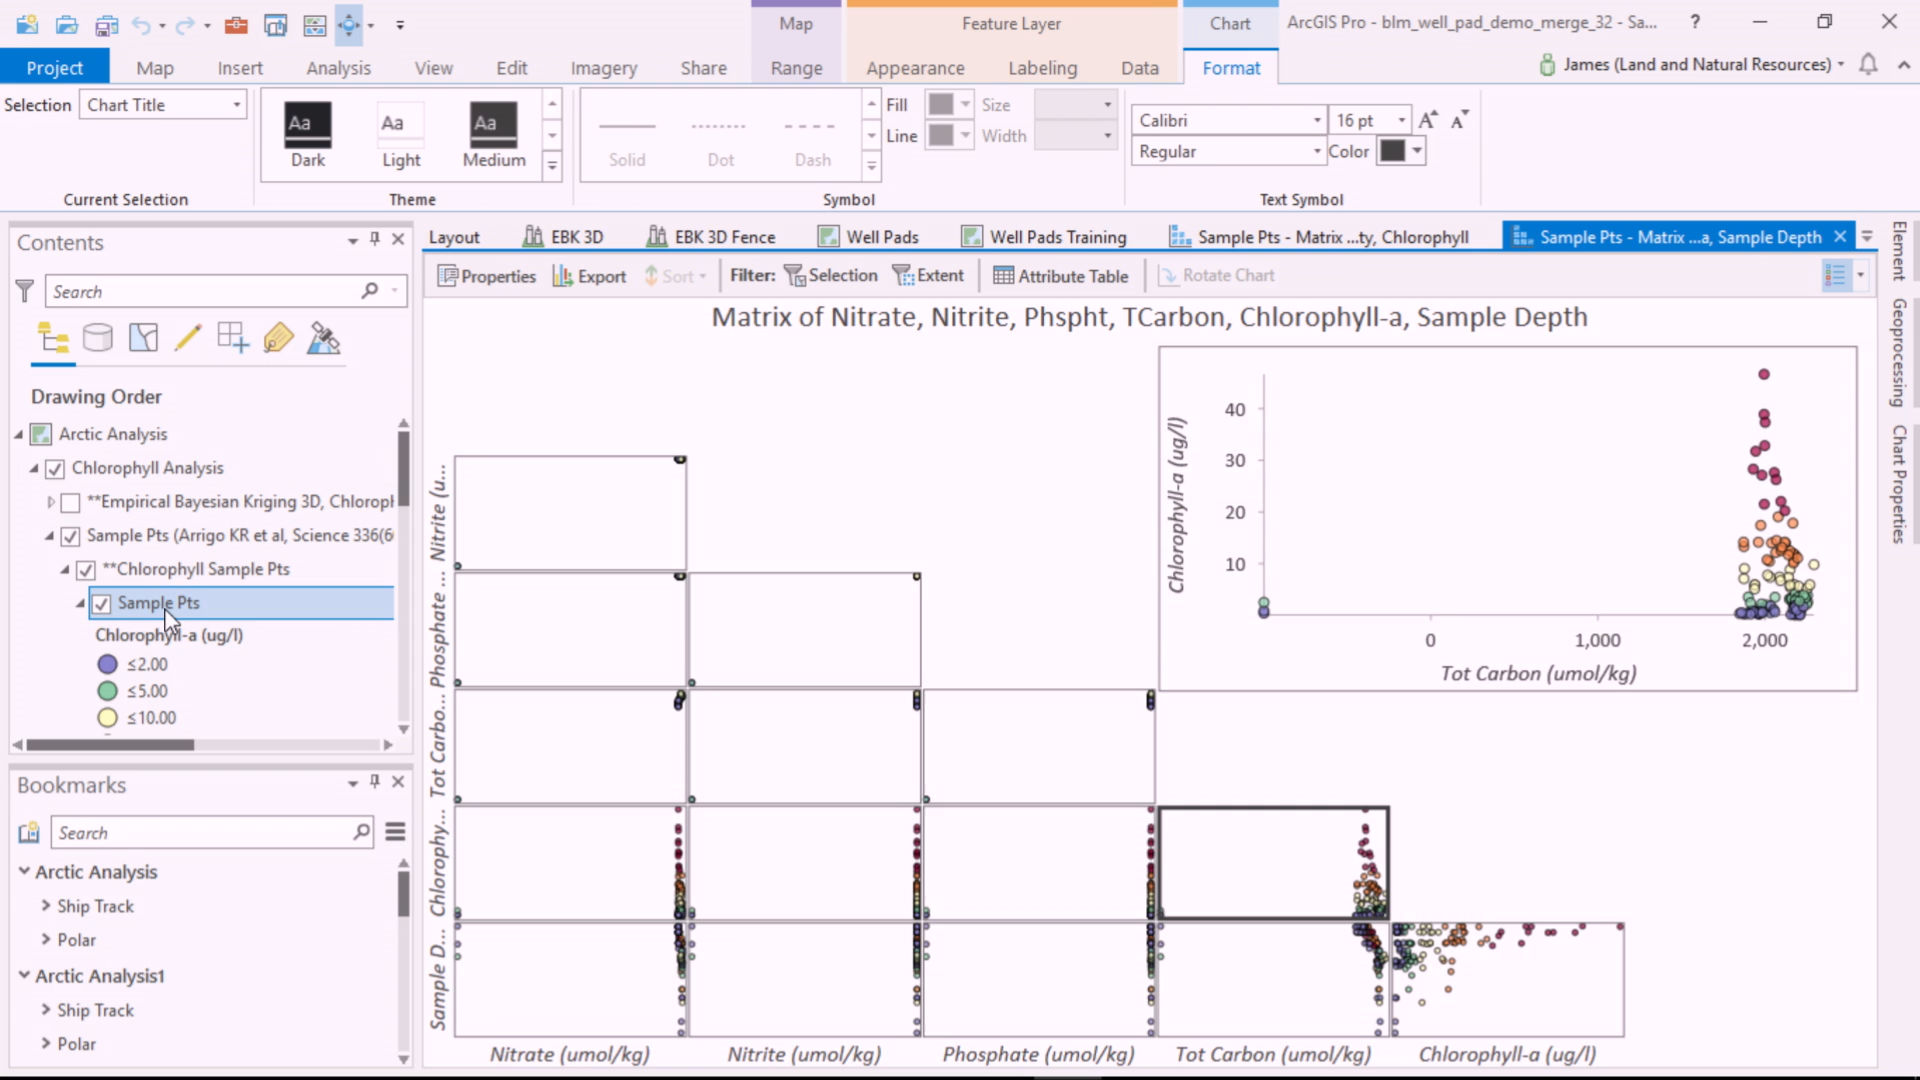 Map
Feature Layer
Chart
ArcGIS Pro - blm_well_pad_demo_merge_32 - Sa...
?
Project
Map
Insert
Analysis
View
Edit
Imagery
Share
Range
Appearance
Labeling
Data
Format
James (Land and Natural Resources)
Selection
Chart Title
Current Selection
Aa
Dark
Aa
Light
Aa
Medium
Theme
Solid
Dot
Dash
Fill
Line
Size
Width
Symbol
Calibri
16 pt
Regular
Color
Text Symbol
Contents
Search
Drawing Order
Arctic Analysis
Chlorophyll Analysis
**Empirical Bayesian Kriging 3D, Chloroph
Sample Pts (Arrigo KR et al, Science 336(6
**Chlorophyll Sample Pts
Sample Pts
Chlorophyll-a (ug/l)
≤2.00
≤5.00
≤10.00
Bookmarks
Search
Arctic Analysis
Ship Track
Polar
Arctic Analysis1
Ship Track
Polar
Layout
EBK 3D
EBK 3D Fence
Well Pads
Well Pads Training
Sample Pts - Matrix ...ty, Chlorophyll
Sample Pts - Matrix ...a, Sample Depth
Properties
Export
Sort
Filter:
Selection
Extent
Attribute Table
Rotate Chart
Matrix of Nitrate, Nitrite, Phspht, TCarbon, Chlorophyll-a, Sample Depth
Chlorophyll-a (ug/l)
40
30
20
10
0
1,000
2,000
Tot Carbon (umol/kg)
Nitrite (u...
Phosphate ...
Tot Carbo...
Chlorophy...
Sample D...
Nitrate (umol/kg)
Nitrite (umol/kg)
Phosphate (umol/kg)
Tot Carbon (umol/kg)
Chlorophyll-a (ug/l)
Element
Geoprocessing
Chart Properties